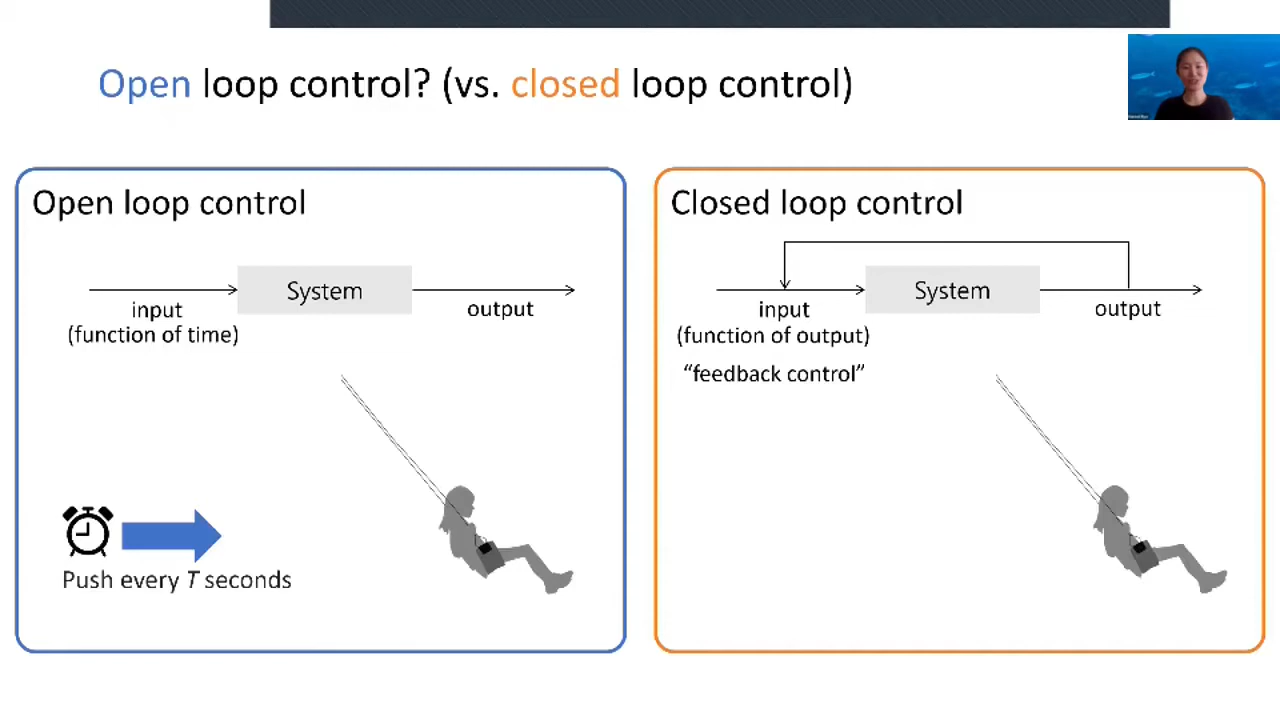 Open loop control? (vs. closed loop control)
Open loop control
System
input
(function of time)
output
Push every T seconds
Closed loop control
System
input
(function of output)
output
“feedback control”